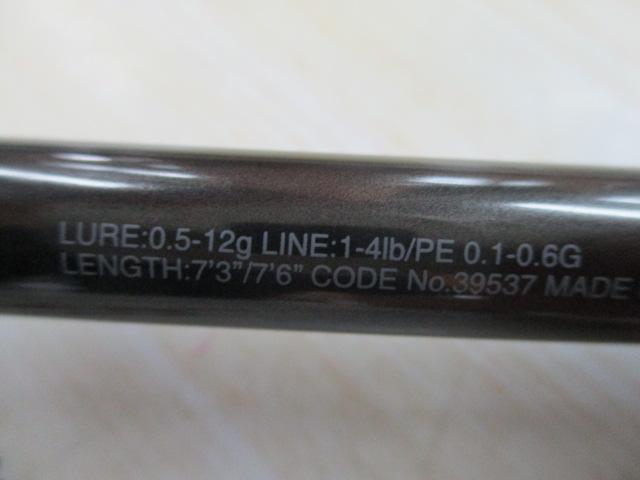 LURE:0.5-12g LINE:1-4lb/PE 0.1-0.6G
LENGTH:7'3"/7'6" CODE No.39537 MADE